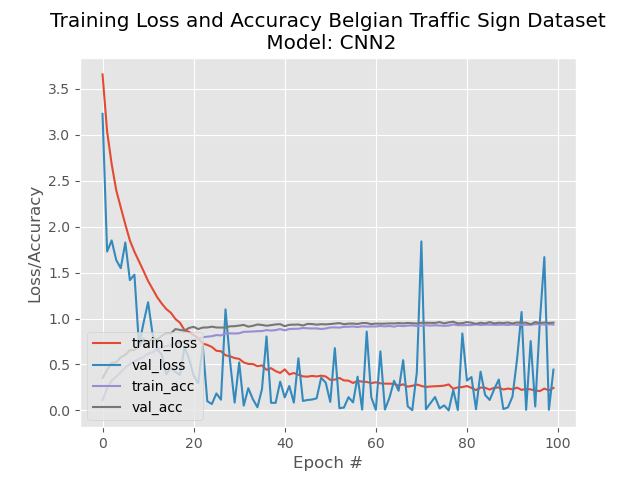 Training Loss and Accuracy Belgian Traffic Sign Dataset
Model: CNN2
Loss/Accuracy
3.5
3.0
2.5
2.0
1.5
1.0
0.5
0.0
train_loss
val_loss
train_acc
val_acc
0 20 40 60 80 100
Epoch #